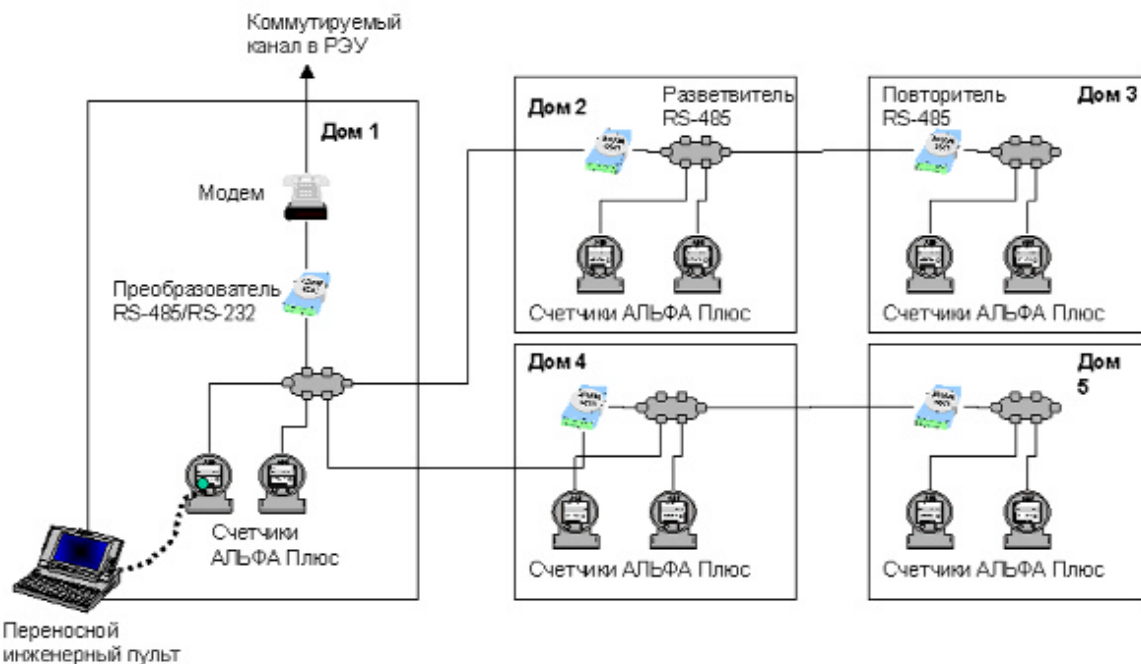 Коммутируемый
канал в РЭУ
Дом 1
Модем
Преобразователь
RS-485/RS-232
Счетчики
АЛЬФА Плюс
Переносной
инженерный пульт
Дом 2
Разветвитель
RS-485
Счетчики АЛЬФА Плюс
Повторитель
RS-485
Дом 3
Счетчики АЛЬФА Плюс
Дом 4
Счетчики АЛЬФА Плюс
Дом
5
Счетчики АЛЬФА Плюс